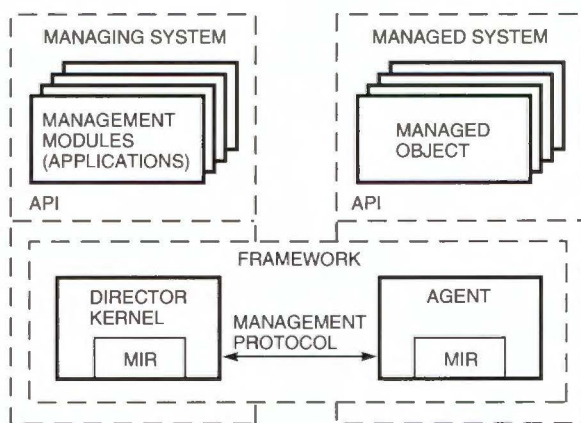 MANAGING SYSTEM
MANAGEMENT
MODULES
(APPLICATIONS)
API
MANAGED SYSTEM
MANAGED
OBJECT
API
FRAMEWORK
DIRECTOR
KERNEL
MIR
MANAGEMENT
PROTOCOL
AGENT
MIR